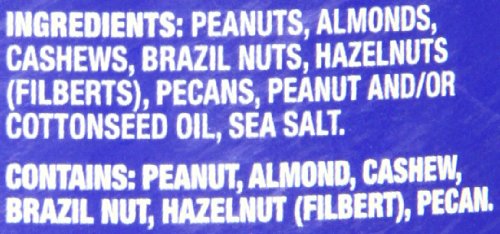 INGREDIENTS: PEANUTS, ALMONDS,
CASHEWS, BRAZIL NUTS, HAZELNUTS
(FILBERTS), PECANS, PEANUT AND/OR
COTTONSEED OIL, SEA SALT.
CONTAINS: PEANUT, ALMOND, CASHEW,
BRAZIL NUT, HAZELNUT (FILBERT), PECAN.